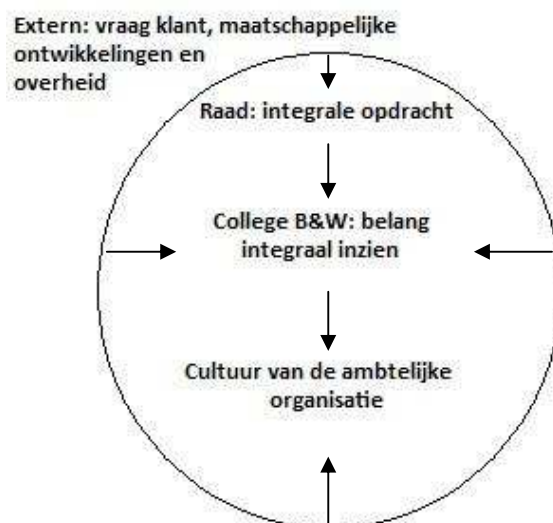 Extern: vraag klant, maatschappelijke
ontwikkelingen en
overheid
Raad: integrale opdracht
College B&W: belang
integraal inzien
Cultuur van de ambtelijke
organisatie